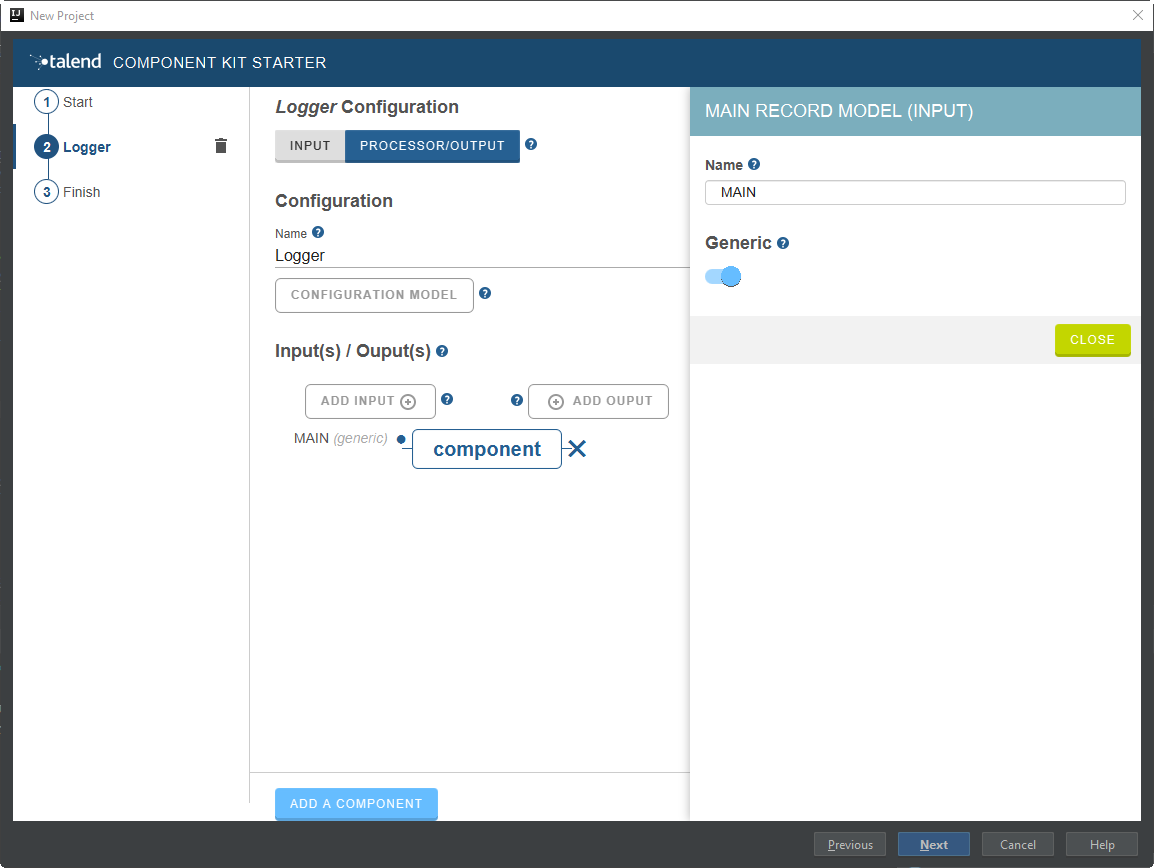 IJ New Project
talend COMPONENT KIT STARTER
1 Start
2 Logger
3 Finish
Logger Configuration
INPUT PROCESSOR/OUTPUT ?
Configuration
Name ?
Logger
CONFIGURATION MODEL ?
Input(s) / Ouput(s) ?
ADD INPUT ? ? ADD OUPUT
MAIN (generic) component
ADD A COMPONENT
MAIN RECORD MODEL (INPUT)
Name ?
MAIN
Generic ?
CLOSE
Previous Next Cancel Help